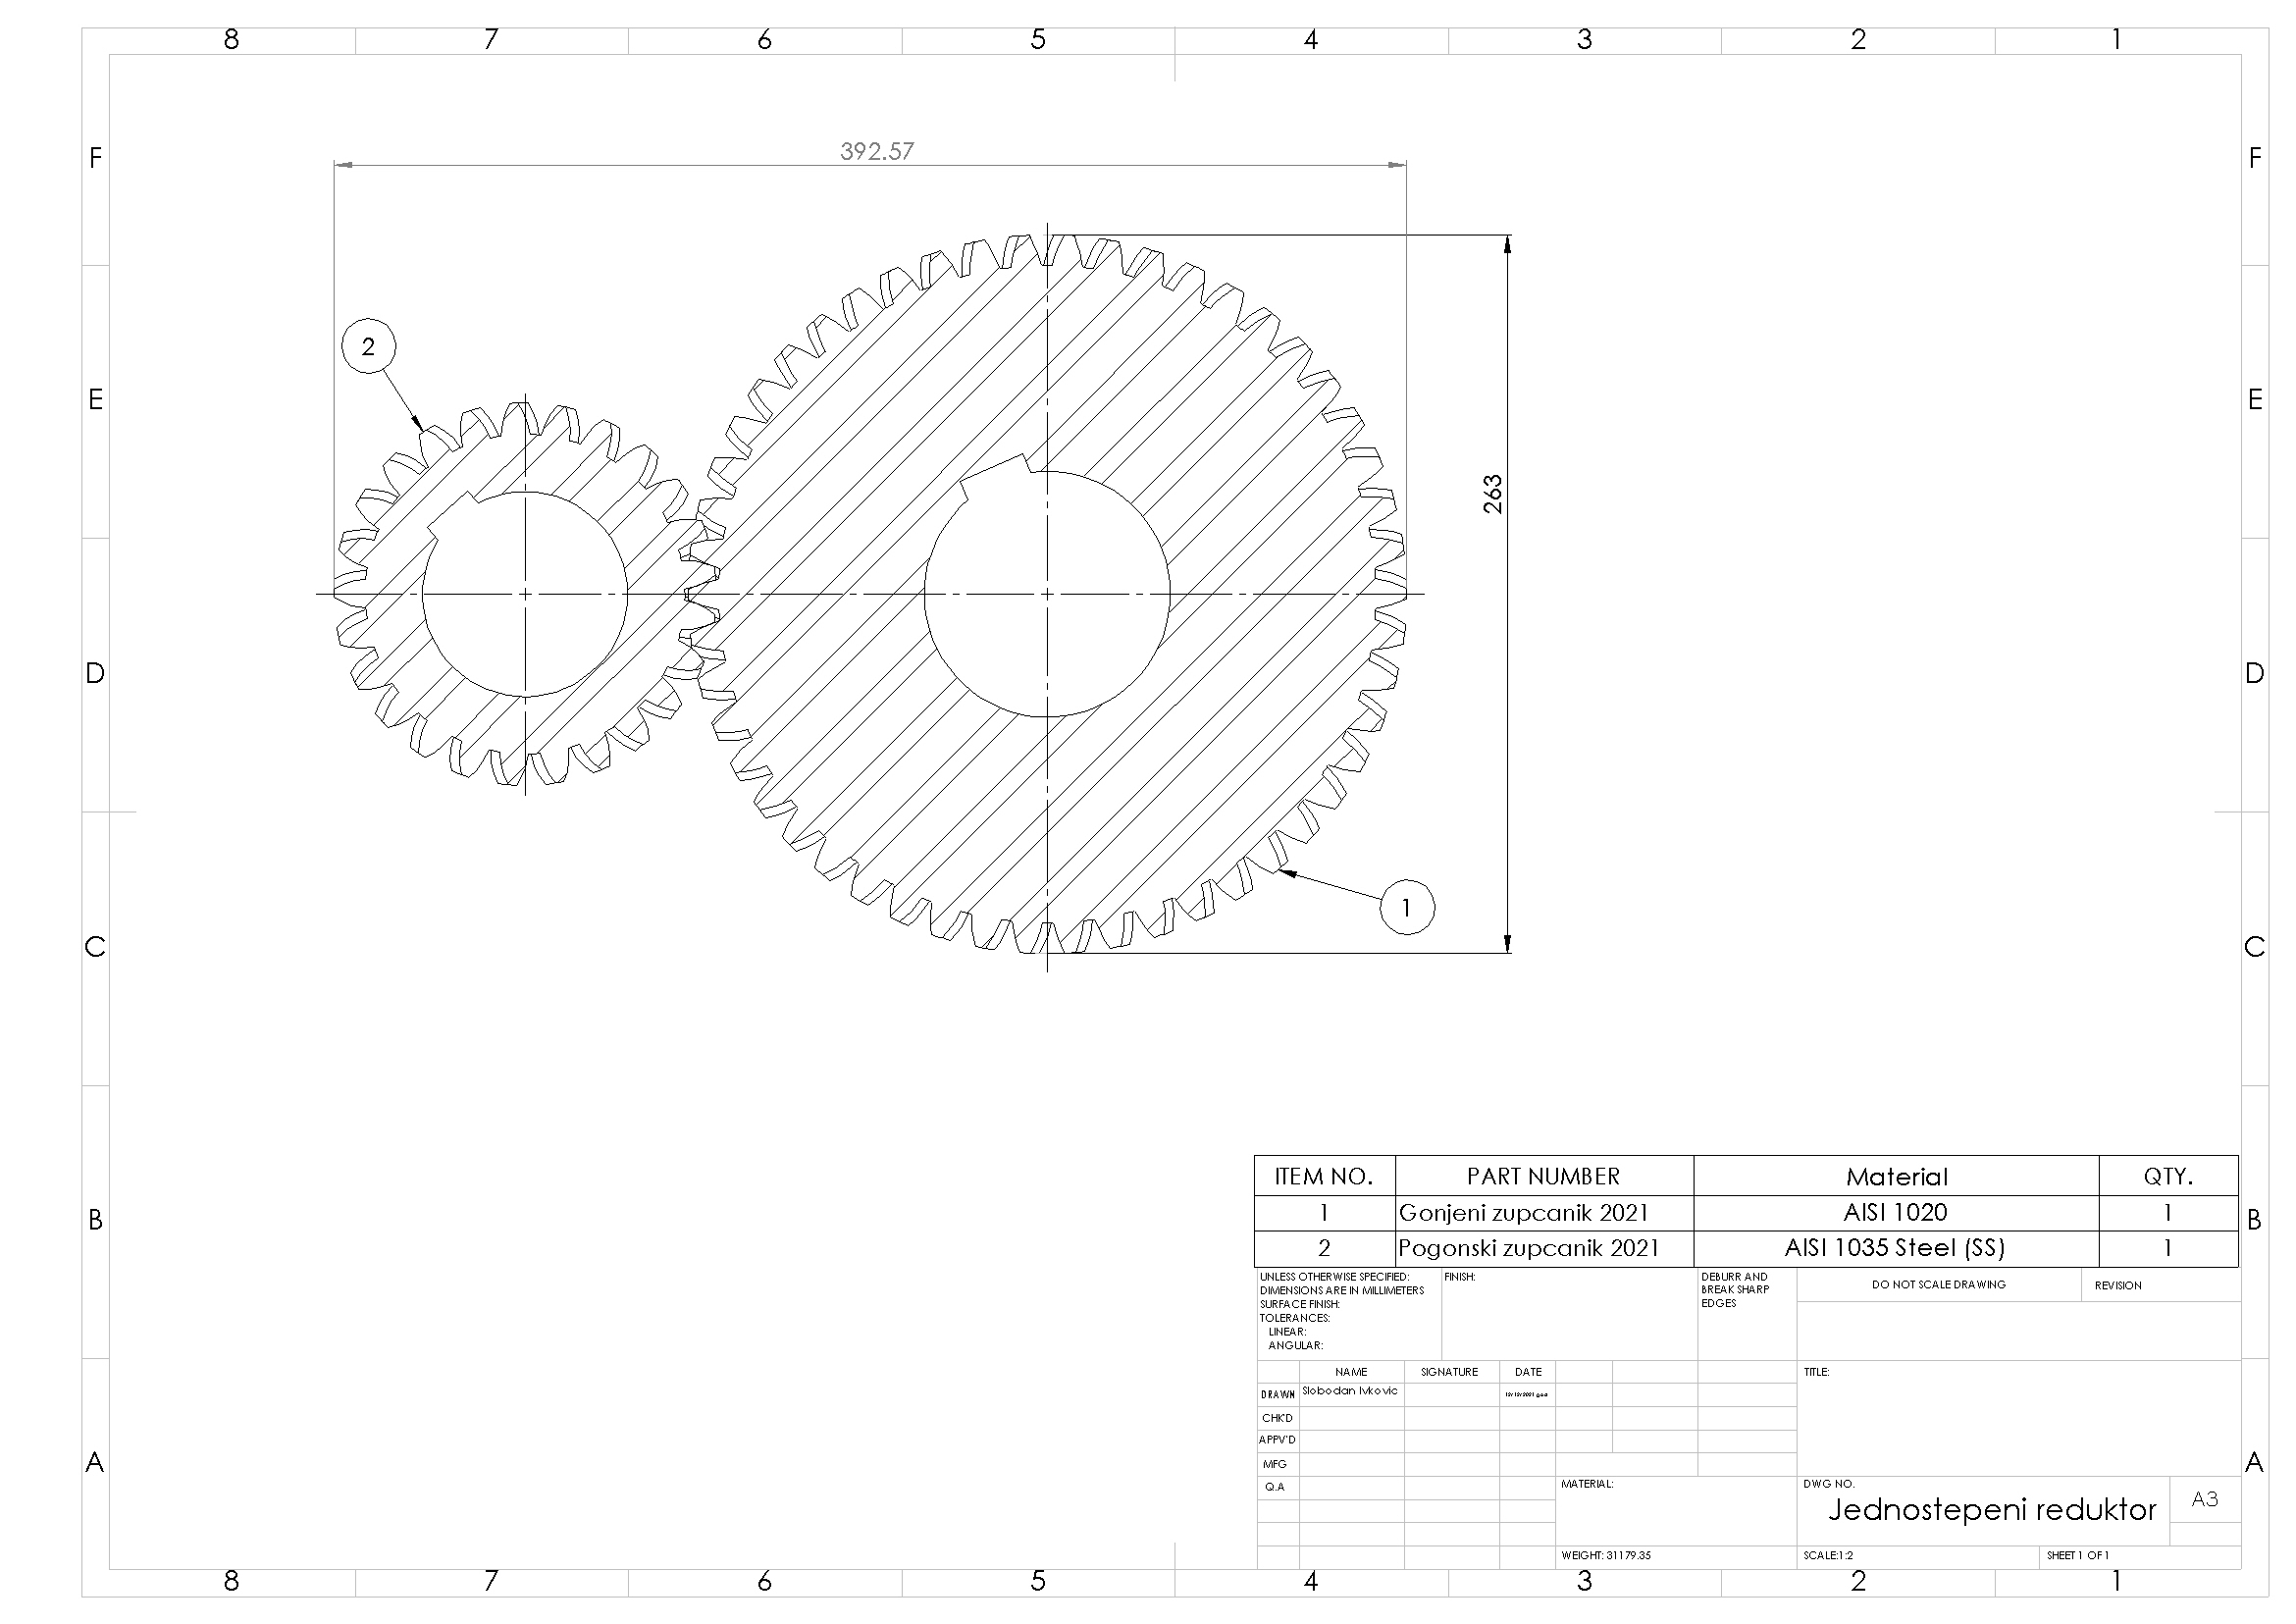 8 7 6 5 4 3 2 1
F F
392.57
2
E E
263
D D
1
C C
ITEM NO. PART NUMBER Material QTY.
1 Gonjeni zupcanik 2021 AISI 1020 1
B B
2 Pogonski zupcanik 2021 AISI 1035 Steel (SS) 1
UNLESS OTHERWISE SPECIFIED:
DIMENSIONS ARE IN MILLIMETERS
SURFACE FINISH:
TOLERANCES:
LINEAR:
ANGULAR:
FINISH:
DEBURR AND
BREAK SHARP
EDGES
DO NOT SCALE DRAWING
REVISION
NAME SIGNATURE DATE
TITLE:
DRAWN Slobodan Ivkovic
CHK'D
APPV'D
MFG
Q.A
A A
MATERIAL:
DWG NO.
Jednostepeni reduktor
A3
WEIGHT: 31179.35
SCALE:1:2
SHEET 1 OF 1
8 7 6 5 4 3 2 1